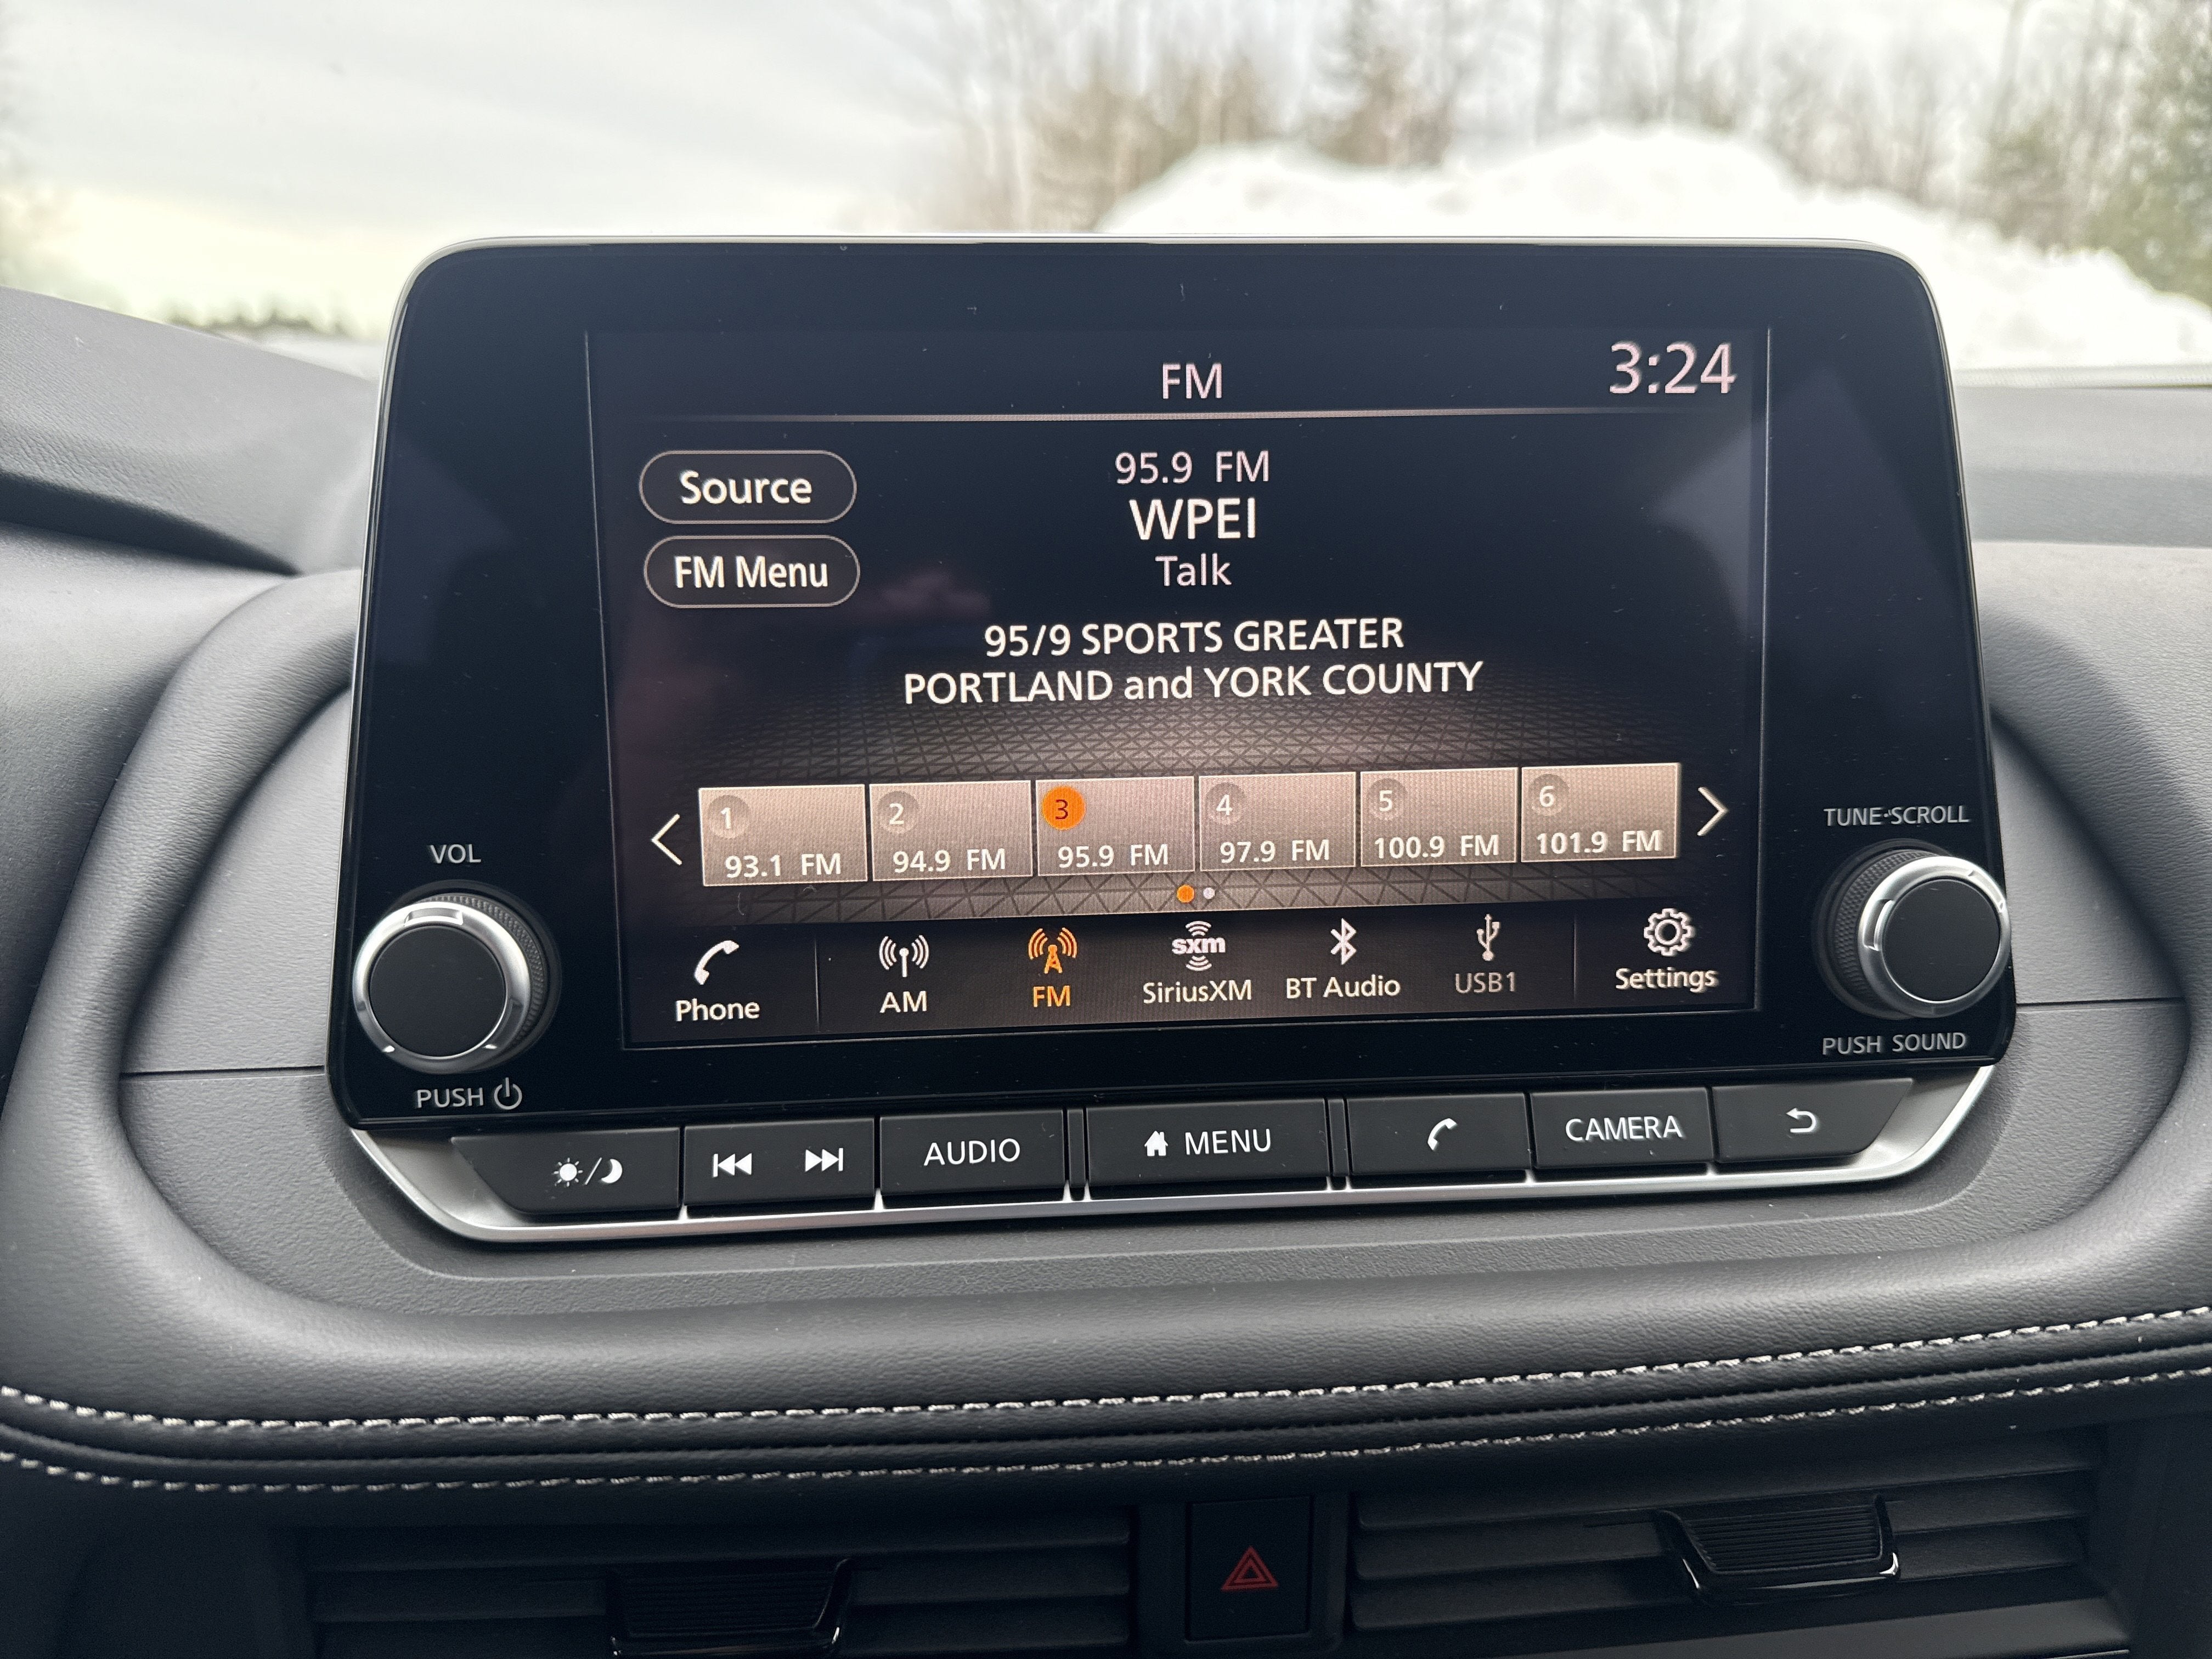 FM
3:24
Source
95.9 FM
WPEI
FM Menu
Talk
95/9 SPORTS GREATER
PORTLAND and YORK COUNTY
1 2 3 4 5 6
93.1 FM 94.9 FM 95.9 FM 97.9 FM 100.9 FM 101.9 FM
VOL
TUNE·SCROLL
sxm
Phone AM FM SiriusXM BT Audio USB1 Settings
PUSH
PUSH SOUND
AUDIO MENU CAMERA